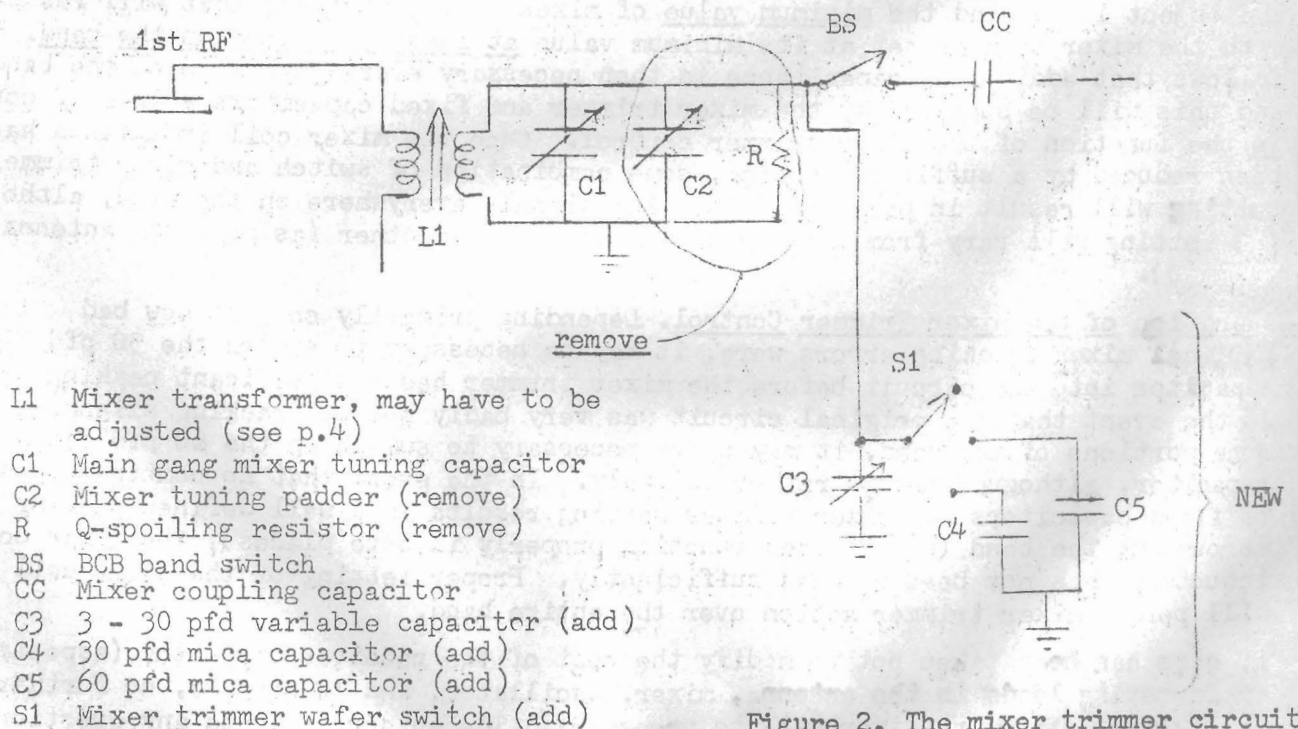 BS
CC
1st RF
R
C1
C2
L1
remove
S1
C3
C5
C4
NEW
L1 Mixer transformer, may have to be
adjusted (see p.4)
C1 Main gang mixer tuning capacitor
C2 Mixer tuning padder (remove)
R Q-spoiling resistor (remove)
BS BCB band switch
CC Mixer coupling capacitor
C3 3 - 30 pfd variable capacitor (add)
C4 30 pfd mica capacitor (add)
C5 60 pfd mica capacitor (add)
S1 Mixer trimmer wafer switch (add)
Figure 2. The mixer trimmer circuit